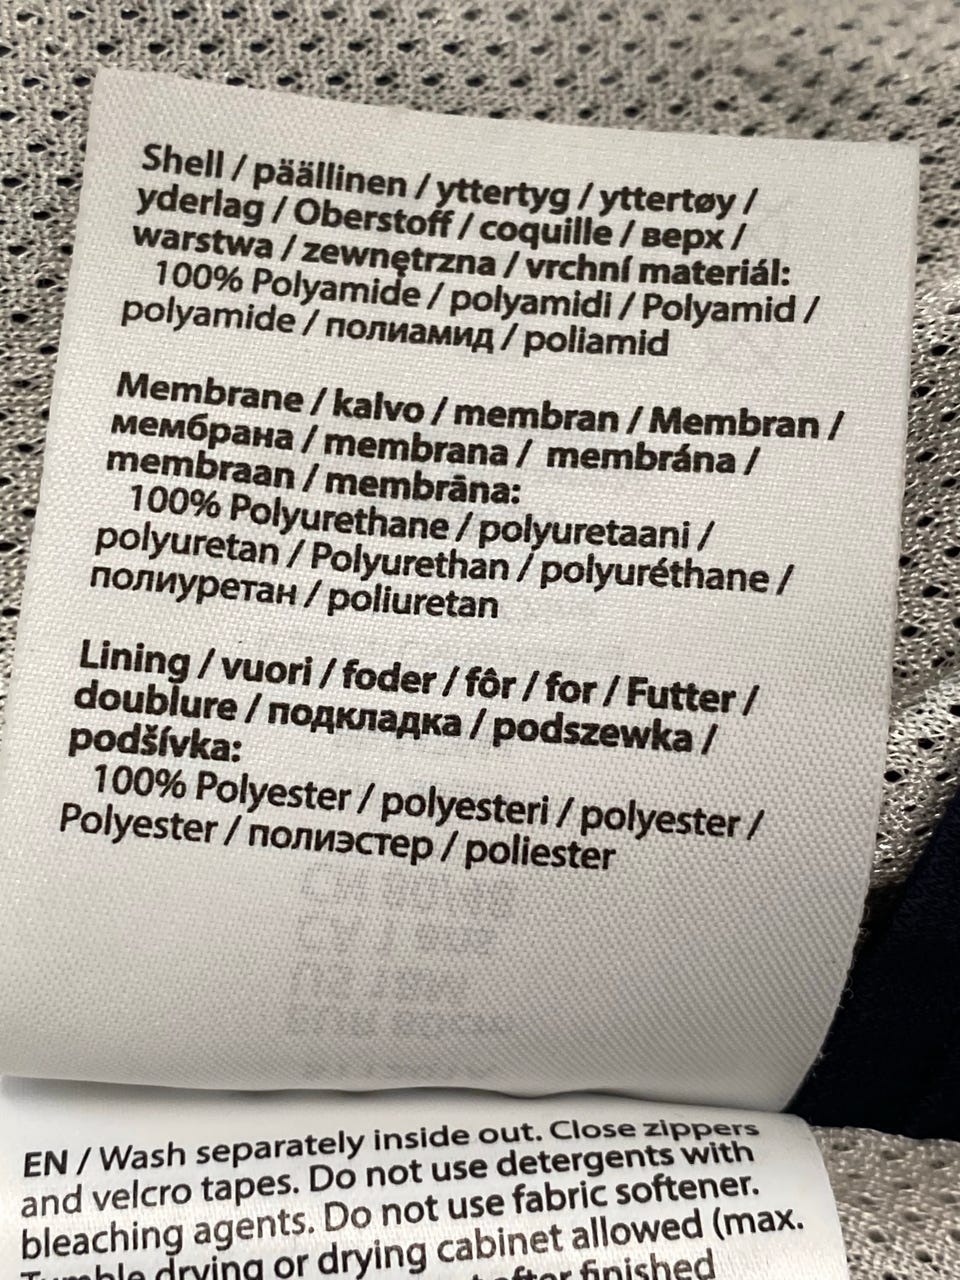 Shell / päällinen / yttertyg / yttertøy /
yderlag / Oberstoff / coquille / верх /
warstwa / zewnętrzna / vrchní materiál:
100% Polyamide / polyamidi / Polyamid /
polyamide / полиамид / poliamid
Membrane / kalvo / membran / Membran /
мембрана / membrana / membrána /
membraan / membrāna:
100% Polyurethane / polyuretaani /
polyuretan / Polyurethan / polyuréthane /
полиуретан / poliuretan
Lining / vuori / foder / fôr / for / Futter /
doublure / подкладка / podszewka /
podšívka:
100% Polyester / polyesteri / polyester /
Polyester / полиэстер / poliester
EN / Wash separately inside out. Close zippers
and velcro tapes. Do not use detergents with
bleaching agents. Do not use fabric softener.
Tumble drying or drying cabinet allowed (max.
after finished